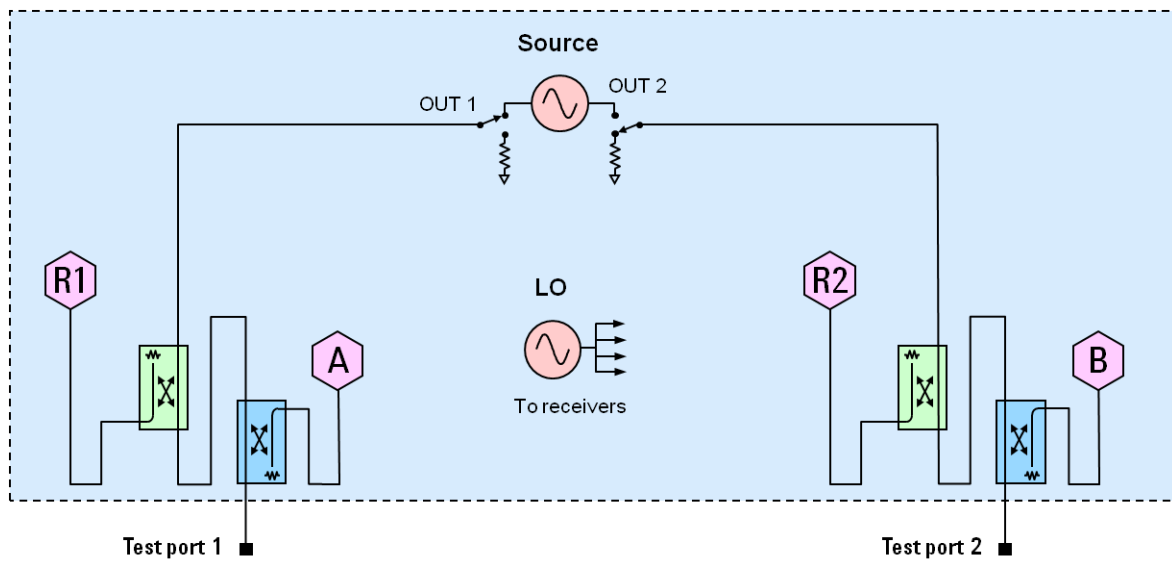 Source
OUT 1
OUT 2
R1
LO
R2
A
B
To receivers
Test port 1
Test port 2